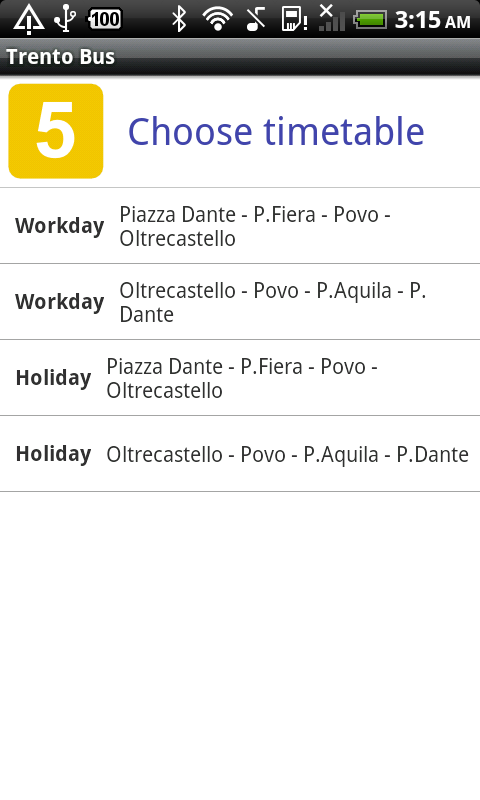 100 3:15 AM
Trento Bus
5 Choose timetable
Workday Piazza Dante - P.Fiera - Povo -
Oltrecastello
Workday Oltrecastello - Povo - P.Aquila - P.
Dante
Holiday Piazza Dante - P.Fiera - Povo -
Oltrecastello
Holiday Oltrecastello - Povo - P.Aquila - P.Dante